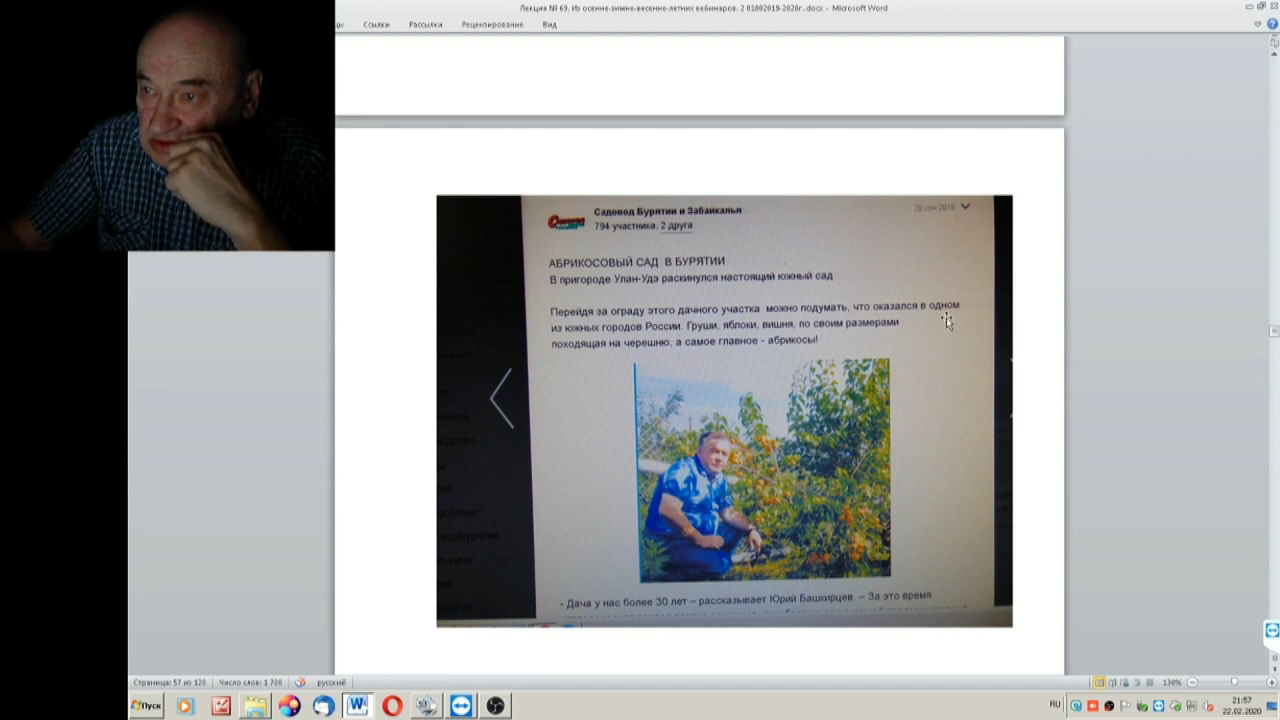 Лекция № 69. Из осенне-зимне-весенне-летних вебинаров. 2 01002019-2020г..docx - Microsoft Word
Ссылки Рассылки Рецензирование Вид
Садовод Бурятии и Забайкалья
794 участника, 2 друга
АБРИКОСОВЫЙ САД В БУРЯТИИ
В пригороде Улан-Удэ раскинулся настоящий южный сад
Перейдя за ограду этого дачного участка можно подумать, что оказался в одном
из южных городов России. Груши, яблоки, вишня, по своим размерами
походящая на черешню, а самое главное - абрикосы!
- Дача у нас более 30 лет – рассказывает Юрий Башкирцев. – За это время
Страница: 57 из 120 Число слов: 1 700 русский 130%
Пуск RU 21:57
22.02.2020